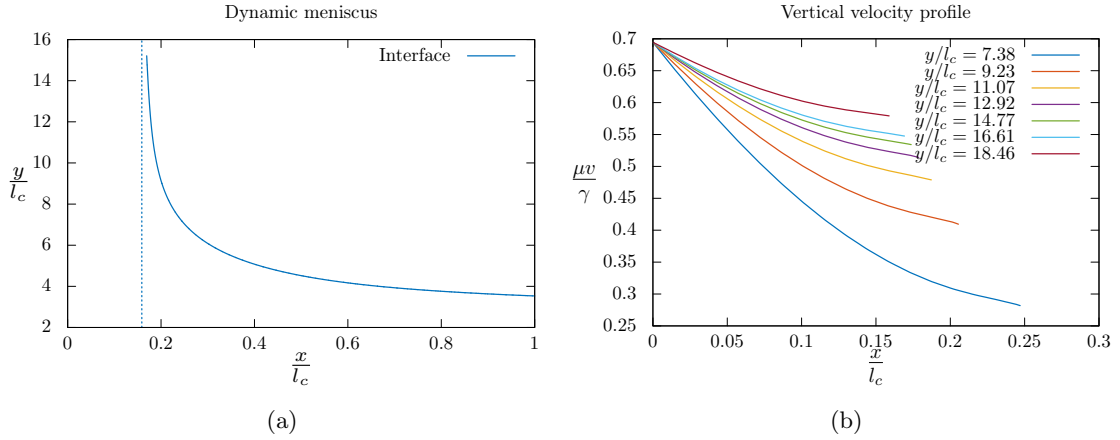 Dynamic meniscus
16
14
12
10
8
6
4
2
y/l_c
Interface
0
0.2
0.4
0.6
0.8
1
x/l_c
(a)
Vertical velocity profile
0.7
0.65
0.6
0.55
0.5
0.45
0.4
0.35
0.3
0.25
μv/γ
y/l_c = 7.38
y/l_c = 9.23
y/l_c = 11.07
y/l_c = 12.92
y/l_c = 14.77
y/l_c = 16.61
y/l_c = 18.46
0
0.05
0.1
0.15
0.2
0.25
0.3
x/l_c
(b)